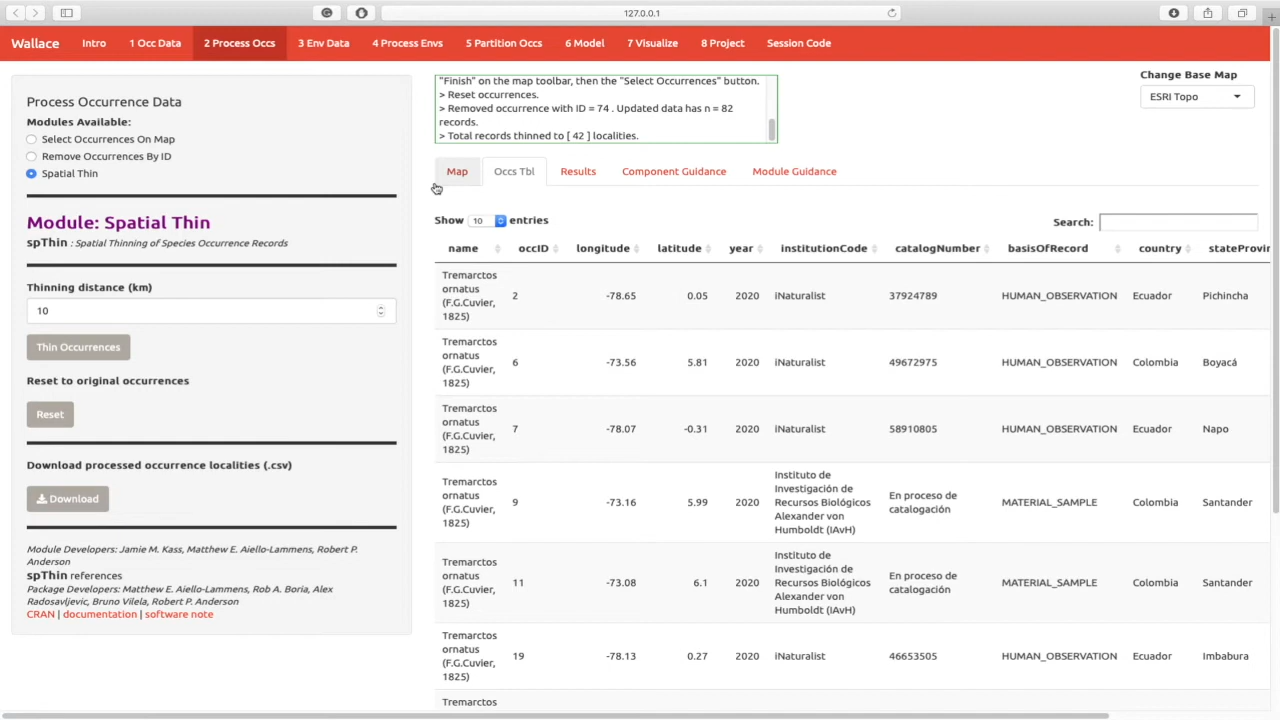 127.0.0.1
Wallace Intro 1 Occ Data 2 Process Occs 3 Env Data 4 Process Envs 5 Partition Occs 6 Model 7 Visualize 8 Project Session Code
Process Occurrence Data
Modules Available:
Select Occurrences On Map
Remove Occurrences By ID
Spatial Thin
Module: Spatial Thin
spThin : Spatial Thinning of Species Occurrence Records
Thinning distance (km)
10
Thin Occurrences
Reset to original occurrences
Reset
Download processed occurrence localities (.csv)
Download
Module Developers: Jamie M. Kass, Matthew E. Aiello-Lammens, Robert P.
Anderson
spThin references
Package Developers: Matthew E. Aiello-Lammens, Rob A. Boria, Alex
Radosavljevic, Bruno Vilela, Robert P. Anderson
CRAN | documentation | software note
"Finish" on the map toolbar, then the "Select Occurrences" button.
> Reset occurrences.
> Removed occurrence with ID = 74 . Updated data has n = 82
records.
> Total records thinned to [ 42 ] localities.
Change Base Map
ESRI Topo
Map Occs Tbl Results Component Guidance Module Guidance
Show 10 entries
Search:
name occID longitude latitude year institutionCode catalogNumber basisOfRecord country stateProvir
Tremarctos
ornatus
(F.G.Cuvier,
1825)
2 -78.65 0.05 2020 iNaturalist 37924789 HUMAN_OBSERVATION Ecuador Pichincha
Tremarctos
ornatus
(F.G.Cuvier,
1825)
6 -73.56 5.81 2020 iNaturalist 49672975 HUMAN_OBSERVATION Colombia Boyacá
Tremarctos
ornatus
(F.G.Cuvier,
1825)
7 -78.07 -0.31 2020 iNaturalist 58910805 HUMAN_OBSERVATION Ecuador Napo
Tremarctos
ornatus
(F.G.Cuvier,
1825)
9 -73.16 5.99 2020
Instituto de
Investigación de
Recursos Biológicos
Alexander von
Humboldt (IAvH)
En proceso de
catalogación
MATERIAL_SAMPLE Colombia Santander
Tremarctos
ornatus
(F.G.Cuvier,
1825)
11 -73.08 6.1 2020
Instituto de
Investigación de
Recursos Biológicos
Alexander von
Humboldt (IAvH)
En proceso de
catalogación
MATERIAL_SAMPLE Colombia Santander
Tremarctos
ornatus
(F.G.Cuvier,
1825)
19 -78.13 0.27 2020 iNaturalist 46653505 HUMAN_OBSERVATION Ecuador Imbabura
Tremarctos